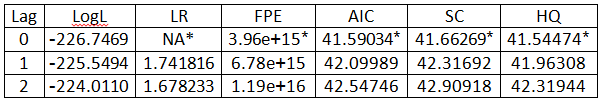 Lag LogL LR FPE AIC SC HQ
0 -226.7469 NA* 3.96e+15* 41.59034* 41.66269* 41.54474*
1 -225.5494 1.741816 6.78e+15 42.09989 42.31692 41.96308
2 -224.0110 1.678233 1.19e+16 42.54746 42.90918 42.31944